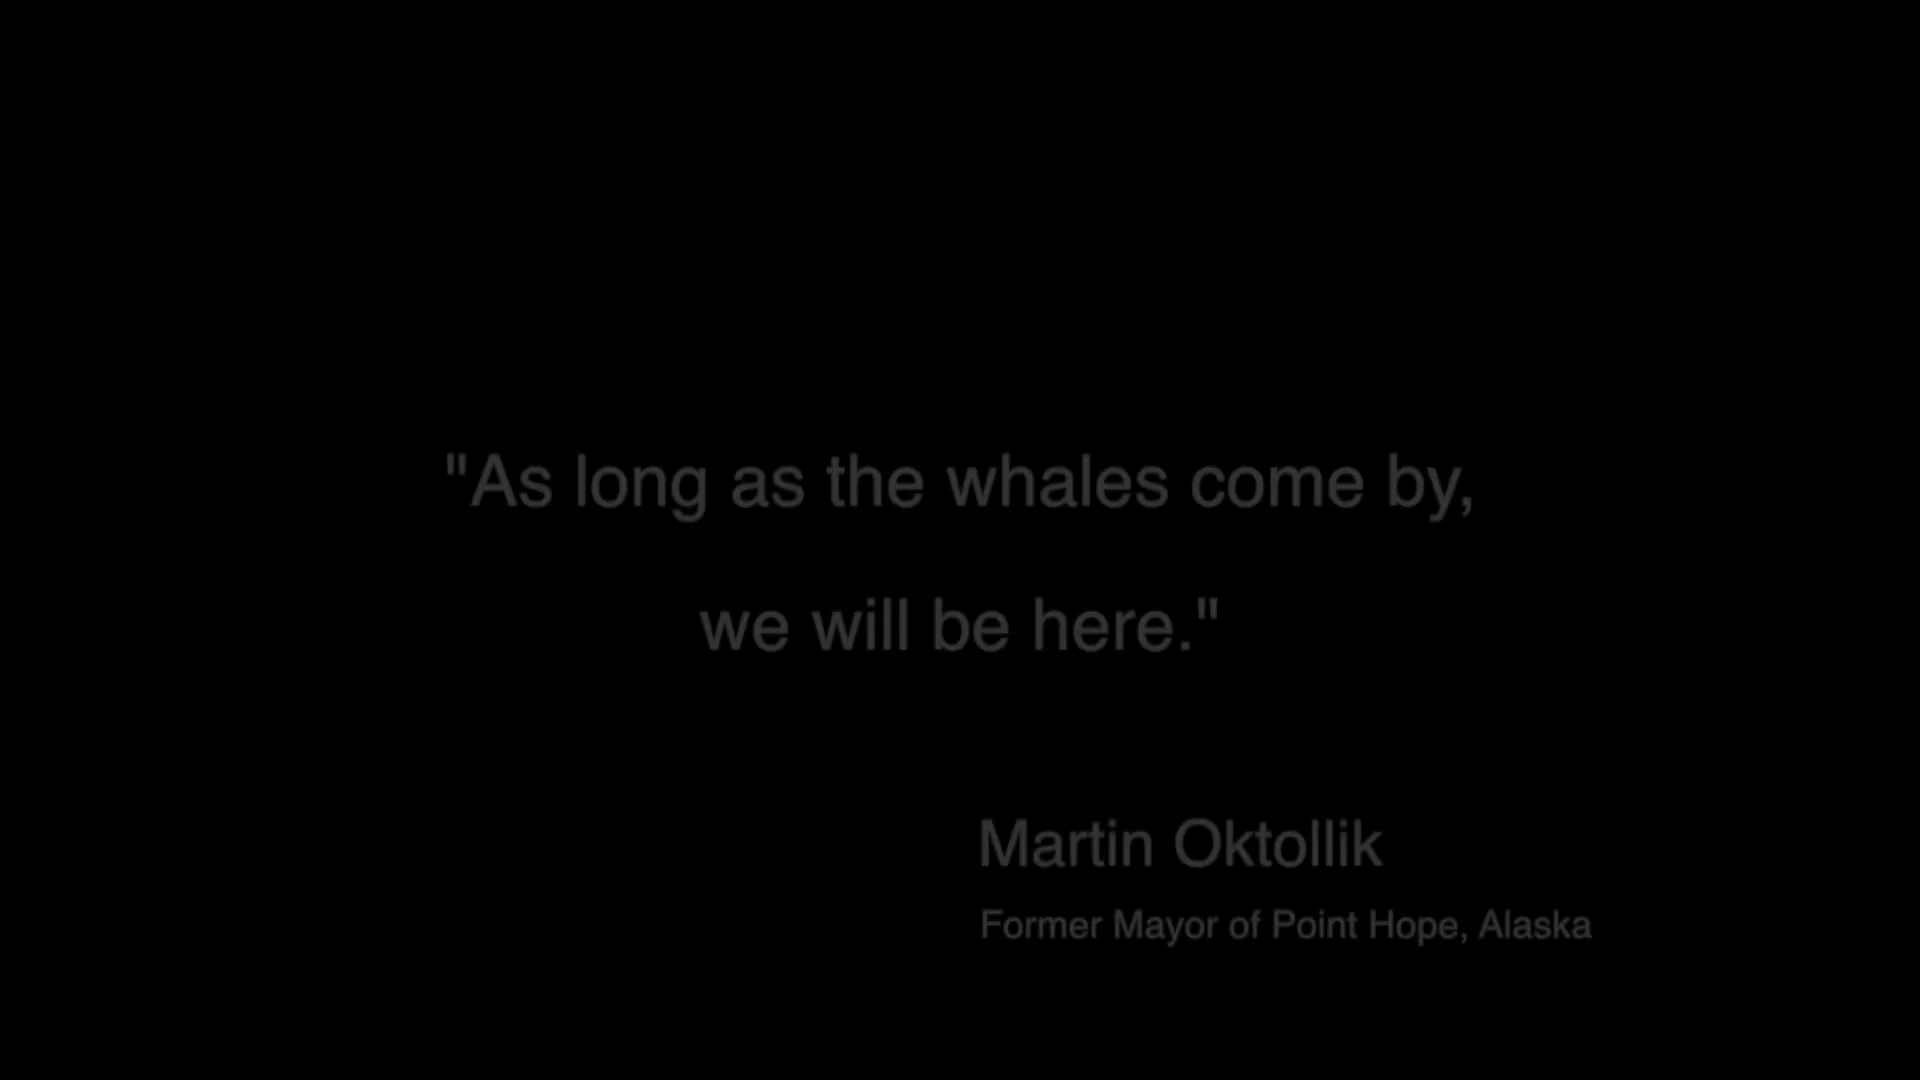 "As long as the whales come by,
we will be here."
Martin Oktollik
Former Mayor of Point Hope, Alaska